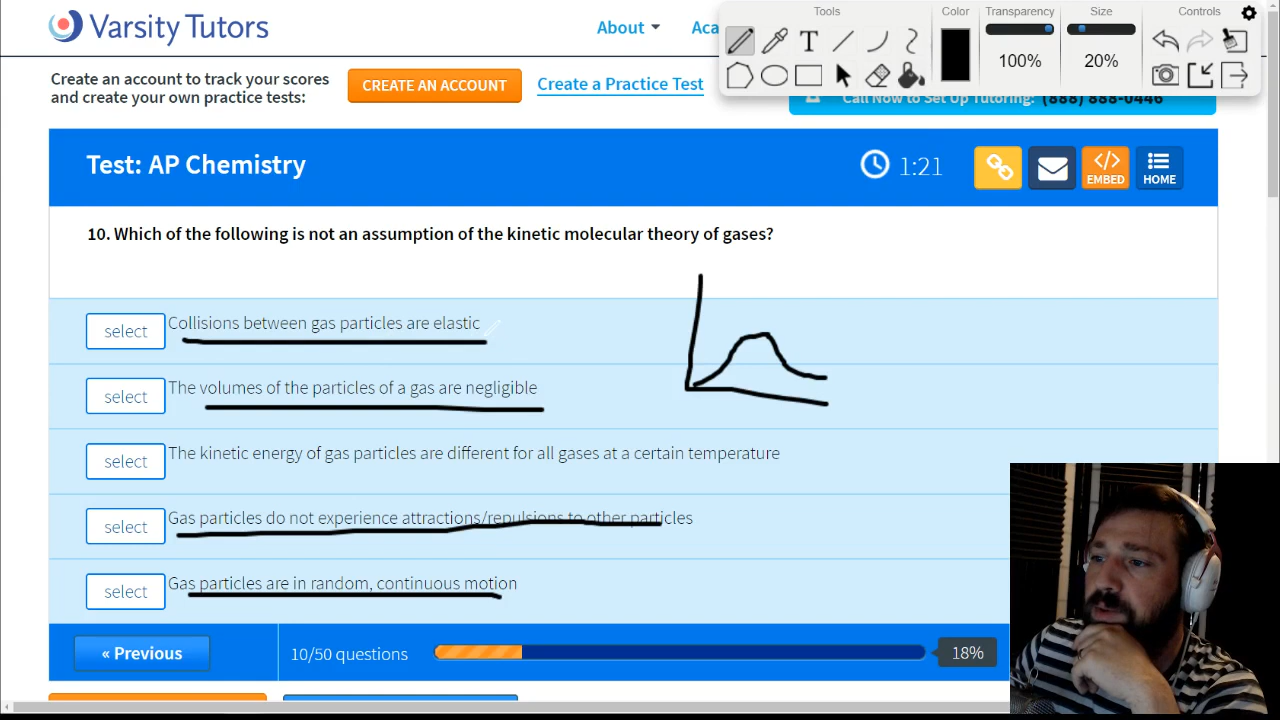 Varsity Tutors
About
Aca
Tools
Color
Transparency
Size
Controls
100%
20%
Create an account to track your scores
and create your own practice tests:
CREATE AN ACCOUNT
Create a Practice Test
Call Now to Set Up Tutoring: (888) 888-0446
Test: AP Chemistry
1:21
EMBED
HOME
10. Which of the following is not an assumption of the kinetic molecular theory of gases?
select
Collisions between gas particles are elastic
select
The volumes of the particles of a gas are negligible
select
The kinetic energy of gas particles are different for all gases at a certain temperature
select
Gas particles do not experience attractions/repulsions to other particles
select
Gas particles are in random, continuous motion
« Previous
10/50 questions
18%